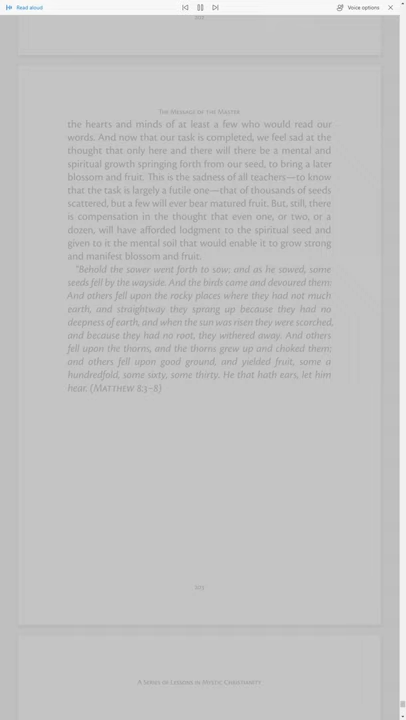 Read aloud
Voice options
The Message of the Master
the hearts and minds of at least a few who would read our
words. And now that our task is completed, we feel sad at the
thought that only here and there will there be a mental and
spiritual growth springing forth from our seed, to bring a later
blossom and fruit. This is the sadness of all teachers—to know
that the task is largely a futile one—that of thousands of seeds
scattered, but a few will ever bear matured fruit. But, still, there
is compensation in the thought that even one, or two, or a
dozen, will have afforded lodgment to the spiritual seed and
given to it the mental soil that would enable it to grow strong
and manifest blossom and fruit.
"Behold the sower went forth to sow; and as he sowed, some
seeds fell by the wayside. And the birds came and devoured them:
And others fell upon the rocky places where they had not much
earth, and straightway they sprang up because they had no
deepness of earth, and when the sun was risen they were scorched,
and because they had no root, they withered away. And others
fell upon the thorns, and the thorns grew up and choked them:
and others fell upon good ground, and yielded fruit, some a
hundredfold, some sixty, some thirty. He that hath ears, let him
hear. (Matthew 8:3–8)
A Series of Lessons in Mystic Christianity